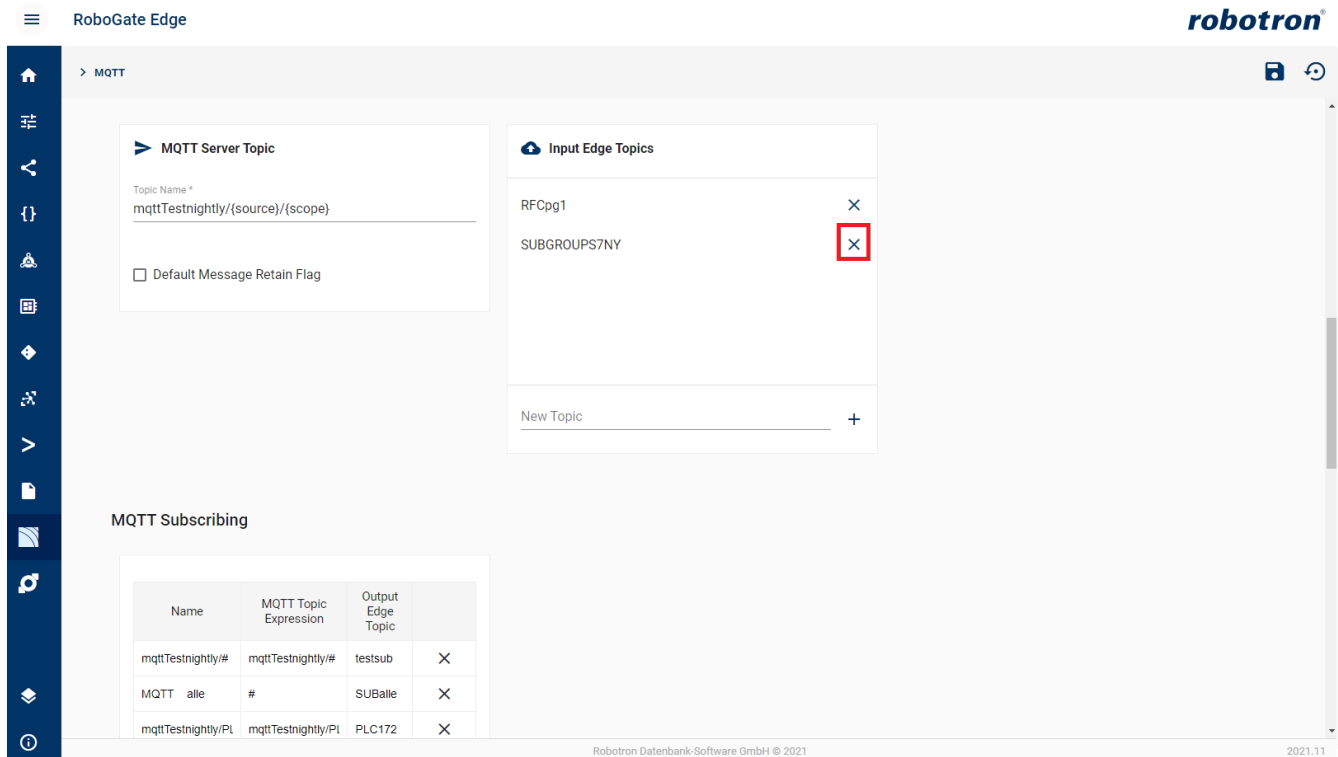 RoboGate Edge
robotron®
> MQTT
MQTT Server Topic
Topic Name *
mqttTestnightly/{source}/{scope}
Default Message Retain Flag
Input Edge Topics
RFCpg1
SUBGROUPS7NY
New Topic
MQTT Subscribing
Name
MQTT Topic
Expression
Output
Edge
Topic
mqttTestnightly/# mqttTestnightly/# testsub
MQTT alle # SUBalle
mqttTestnightly/PL mqttTestnightly/PL PLC172
Robotron Datenbank-Software GmbH © 2021
2021.11